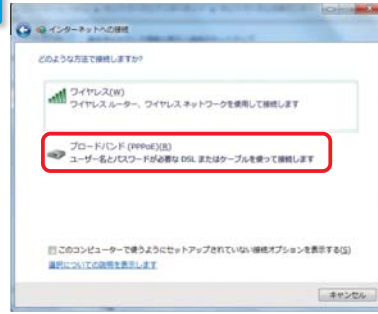 インターネットへの接続
どのような方法で接続しますか?
ワイヤレス(W)
ワイヤレス ルーター、ワイヤレス ネットワークを使用して接続します
ブロードバンド (PPPoE)(R)
ユーザー名とパスワードが必要な DSL またはケーブルを使って接続します
このコンピューターで使うようにセットアップされていない接続オプションを表示する(S)
選択についての説明を表示します
キャンセル